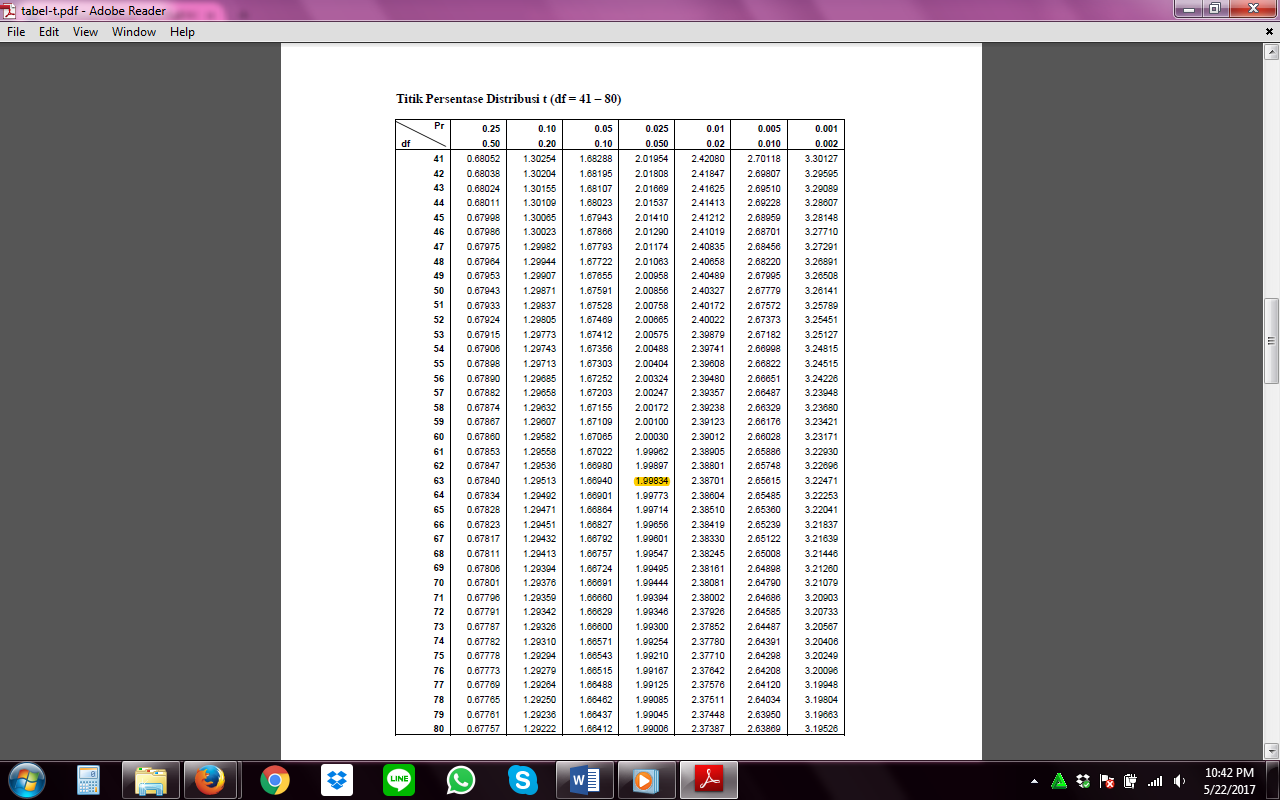 tabel-t.pdf - Adobe Reader
File Edit View Window Help
Titik Persentase Distribusi t (df = 41 – 80)
Pr 0.25 0.10 0.05 0.025 0.01 0.005 0.001
df 0.50 0.20 0.10 0.050 0.02 0.010 0.002
41 0.68052 1.30254 1.68288 2.01954 2.42080 2.70118 3.30127
42 0.68038 1.30204 1.68195 2.01808 2.41847 2.69807 3.29595
43 0.68024 1.30155 1.68107 2.01669 2.41625 2.69510 3.29089
44 0.68011 1.30109 1.68023 2.01537 2.41413 2.69228 3.28607
45 0.67998 1.30065 1.67943 2.01410 2.41212 2.68959 3.28148
46 0.67986 1.30023 1.67866 2.01290 2.41019 2.68701 3.27710
47 0.67975 1.29982 1.67793 2.01174 2.40835 2.68456 3.27291
48 0.67964 1.29944 1.67722 2.01063 2.40658 2.68220 3.26891
49 0.67953 1.29907 1.67655 2.00958 2.40489 2.67995 3.26508
50 0.67943 1.29871 1.67591 2.00856 2.40327 2.67779 3.26141
51 0.67933 1.29837 1.67528 2.00758 2.40172 2.67572 3.25789
52 0.67924 1.29805 1.67469 2.00665 2.40022 2.67373 3.25451
53 0.67915 1.29773 1.67412 2.00575 2.39879 2.67182 3.25127
54 0.67906 1.29743 1.67356 2.00488 2.39741 2.66998 3.24815
55 0.67898 1.29713 1.67303 2.00404 2.39608 2.66822 3.24515
56 0.67890 1.29685 1.67252 2.00324 2.39480 2.66651 3.24226
57 0.67882 1.29658 1.67203 2.00247 2.39357 2.66487 3.23948
58 0.67874 1.29632 1.67155 2.00172 2.39238 2.66329 3.23680
59 0.67867 1.29607 1.67109 2.00100 2.39123 2.66176 3.23421
60 0.67860 1.29582 1.67065 2.00030 2.39012 2.66028 3.23171
61 0.67853 1.29558 1.67022 1.99962 2.38905 2.65886 3.22930
62 0.67847 1.29536 1.66980 1.99897 2.38801 2.65748 3.22696
63 0.67840 1.29513 1.66940 1.99834 2.38701 2.65615 3.22471
64 0.67834 1.29492 1.66901 1.99773 2.38604 2.65485 3.22253
65 0.67828 1.29471 1.66864 1.99714 2.38510 2.65360 3.22041
66 0.67823 1.29451 1.66827 1.99656 2.38419 2.65239 3.21837
67 0.67817 1.29432 1.66792 1.99601 2.38330 2.65122 3.21639
68 0.67811 1.29413 1.66757 1.99547 2.38245 2.65008 3.21446
69 0.67806 1.29394 1.66724 1.99495 2.38161 2.64898 3.21260
70 0.67801 1.29376 1.66691 1.99444 2.38081 2.64790 3.21079
71 0.67796 1.29359 1.66660 1.99394 2.38002 2.64686 3.20903
72 0.67791 1.29342 1.66629 1.99346 2.37926 2.64585 3.20733
73 0.67787 1.29326 1.66600 1.99300 2.37852 2.64487 3.20567
74 0.67782 1.29310 1.66571 1.99254 2.37780 2.64391 3.20406
75 0.67778 1.29294 1.66543 1.99210 2.37710 2.64298 3.20249
76 0.67773 1.29279 1.66515 1.99167 2.37642 2.64208 3.20096
77 0.67769 1.29264 1.66488 1.99125 2.37576 2.64120 3.19948
78 0.67765 1.29250 1.66462 1.99085 2.37511 2.64034 3.19804
79 0.67761 1.29236 1.66437 1.99045 2.37448 2.63950 3.19663
80 0.67757 1.29222 1.66412 1.99006 2.37387 2.63869 3.19526
LINE
10:42 PM
5/22/2017